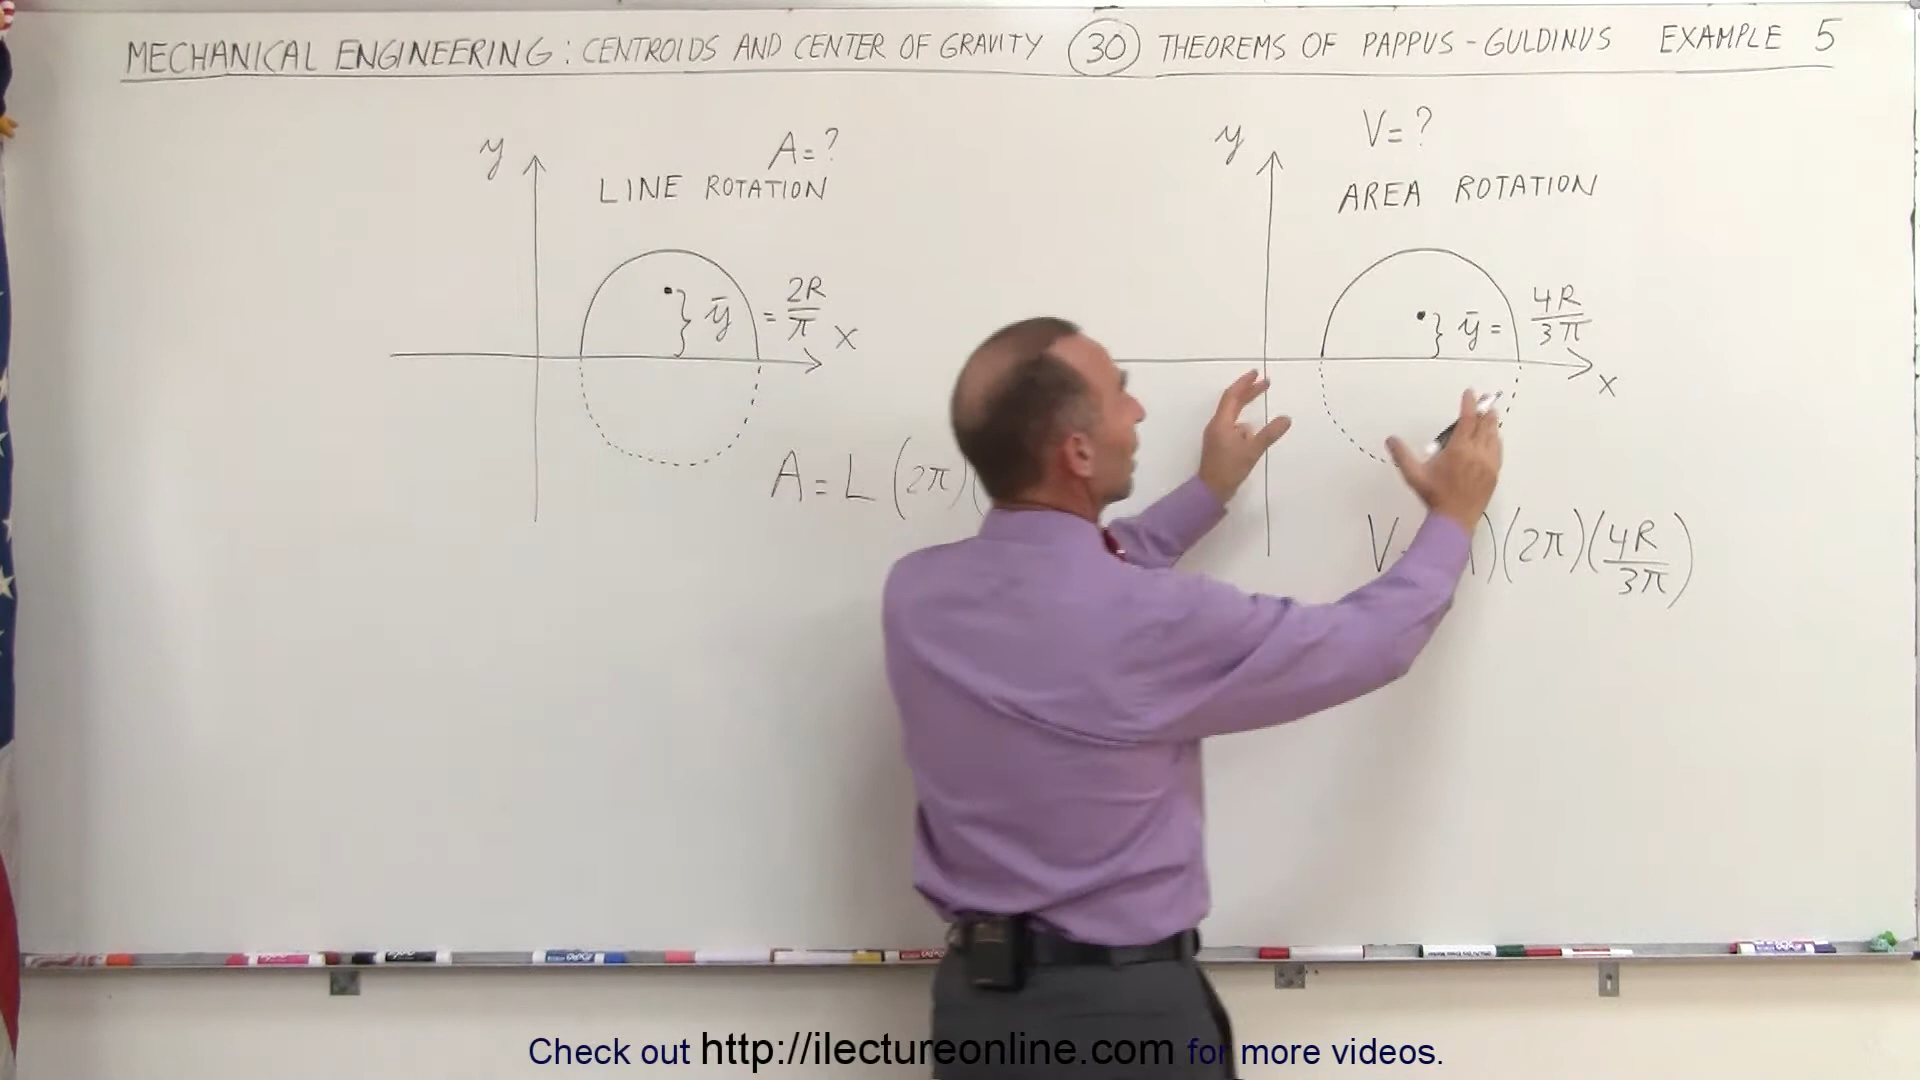 MECHANICAL ENGINEERING: CENTROIDS AND CENTER OF GRAVITY (30) THEOREMS OF PAPPUS-GULDINUS EXAMPLE 5
y
A=?
LINE ROTATION
ȳ = 2R/π
x
A = L (2π)(
y
V=?
AREA ROTATION
ȳ = 4R/3π
x
V )(2π)(4R/3π)
Check out http://ilectureonline.com for more videos.